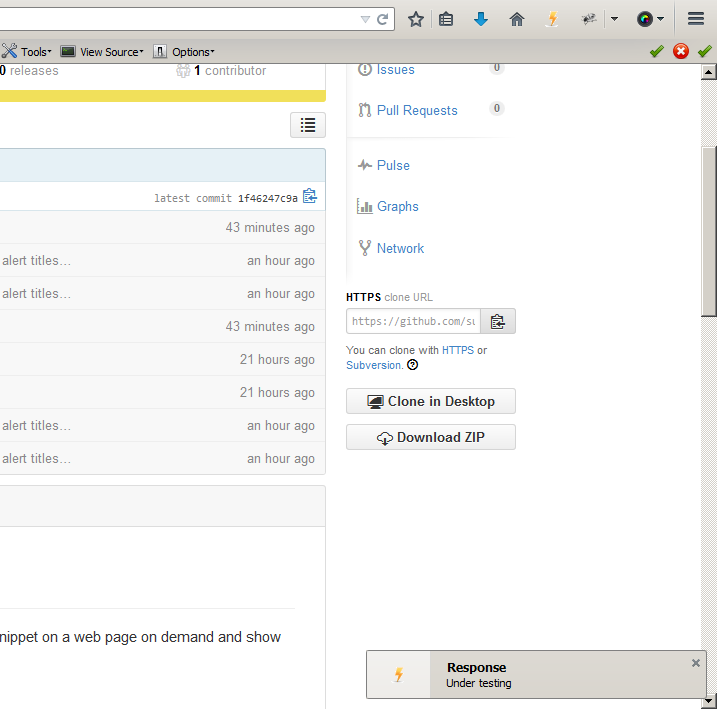 Tools
View Source
Options
0 releases
1 contributor
latest commit 1f46247c9a
43 minutes ago
alert titles… an hour ago
alert titles… an hour ago
43 minutes ago
21 hours ago
21 hours ago
alert titles… an hour ago
alert titles… an hour ago
nippet on a web page on demand and show
Issues 0
Pull Requests 0
Pulse
Graphs
Network
HTTPS clone URL
https://github.com/su
You can clone with HTTPS or
Subversion.
Clone in Desktop
Download ZIP
Response
Under testing